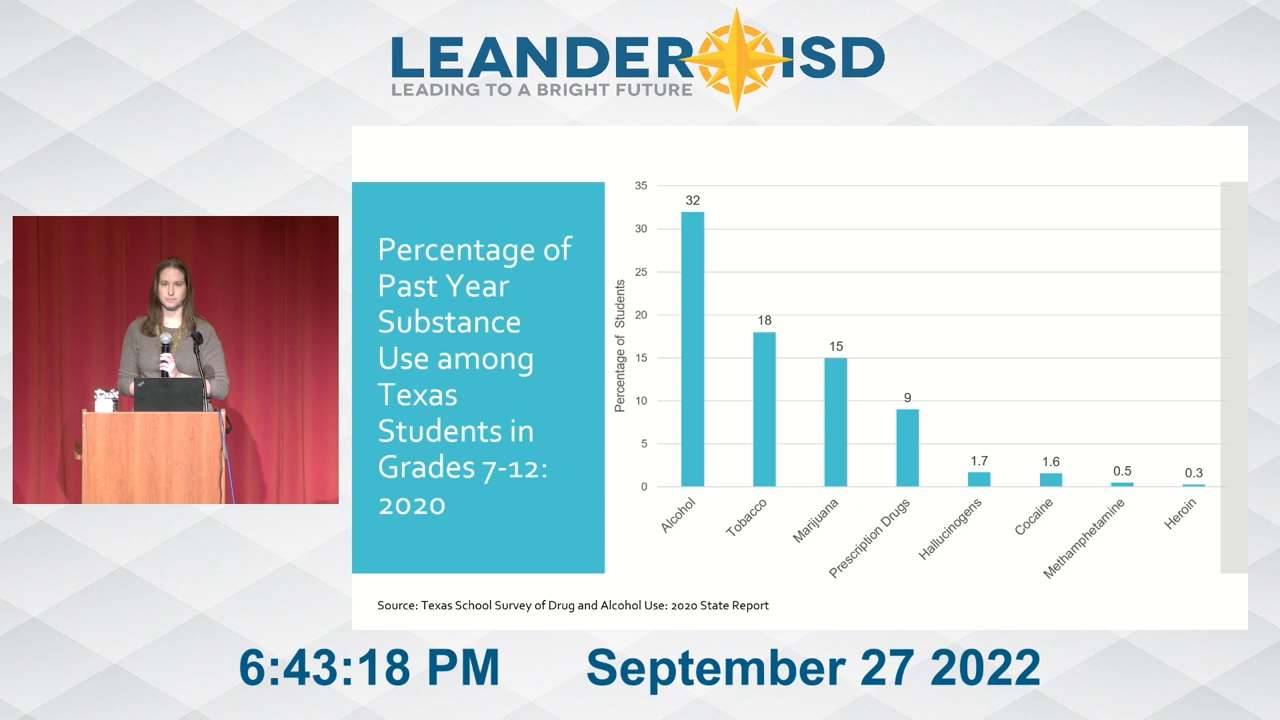 LEANDER ISD
LEADING TO A BRIGHT FUTURE
Percentage of
Past Year
Substance
Use among
Texas
Students in
Grades 7-12:
2020
Percentage of Students
35
30
25
20
15
10
5
0
32
18
15
9
1.7
1.6
0.5
0.3
Alcohol
Tobacco
Marijuana
Prescription Drugs
Hallucinogens
Cocaine
Methamphetamine
Heroin
Source: Texas School Survey of Drug and Alcohol Use: 2020 State Report
6:43:18 PM September 27 2022